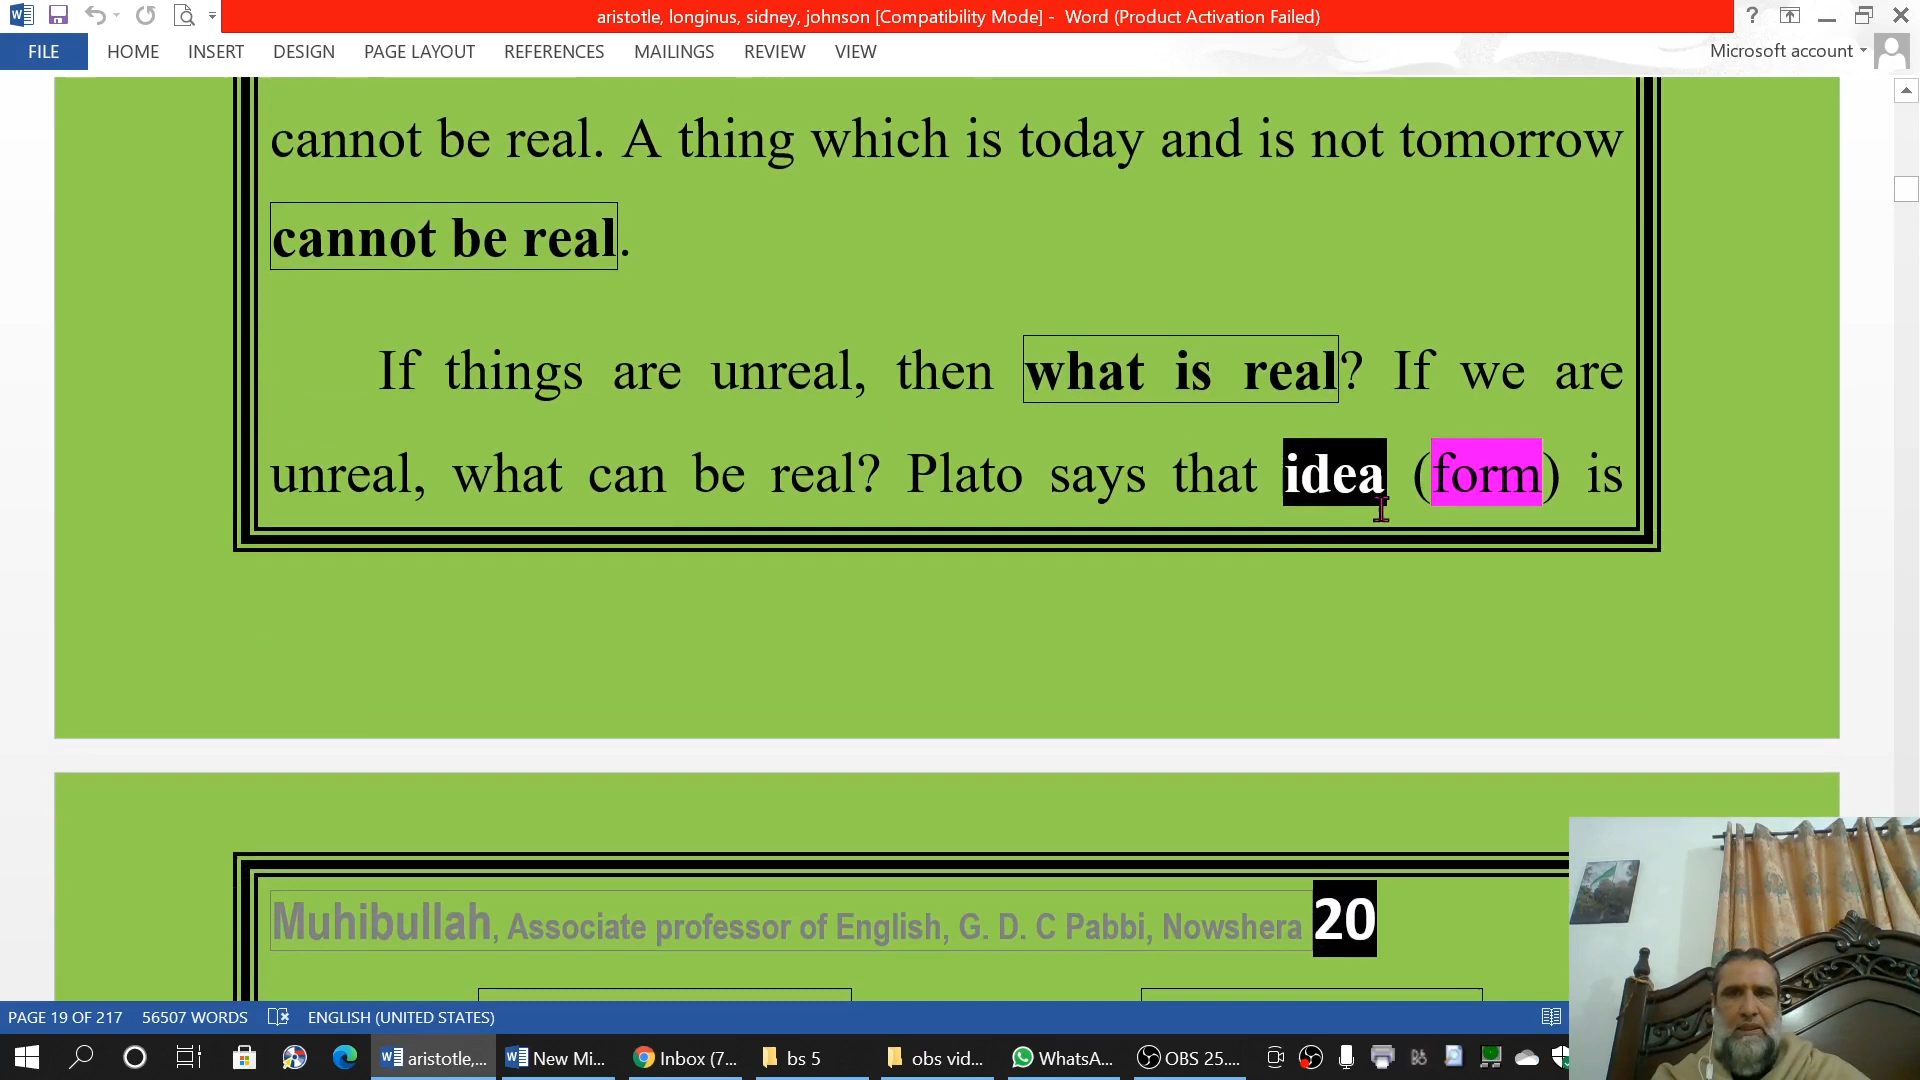 aristotle, longinus, sidney, johnson [Compatibility Mode] - Word (Product Activation Failed)
FILE HOME INSERT DESIGN PAGE LAYOUT REFERENCES MAILINGS REVIEW VIEW Microsoft account
cannot be real. A thing which is today and is not tomorrow
cannot be real.
If things are unreal, then what is real? If we are
unreal, what can be real? Plato says that idea (form) is
Muhibullah, Associate professor of English, G. D. C Pabbi, Nowshera 20
PAGE 19 OF 217 56507 WORDS ENGLISH (UNITED STATES)
aristotle,... New Mi... Inbox (7... bs 5 obs vid... WhatsA... OBS 25....